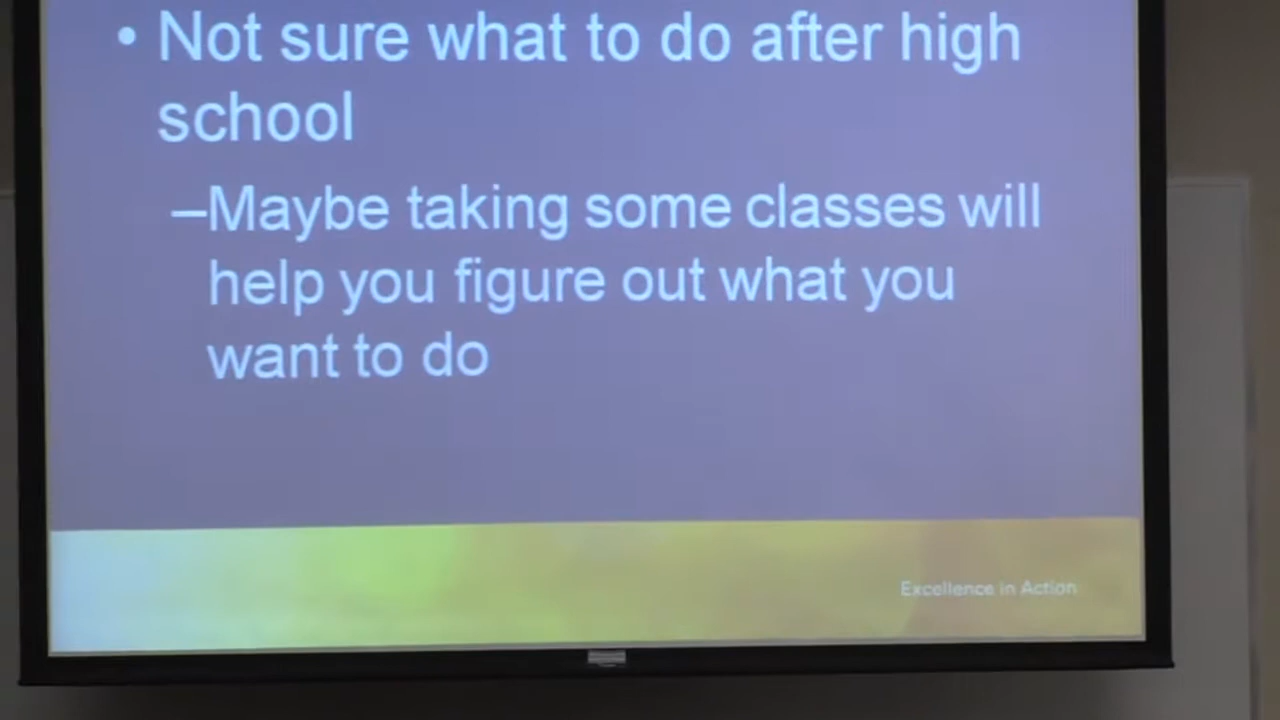 • Not sure what to do after high
school
–Maybe taking some classes will
help you figure out what you
want to do
Excellence in Action